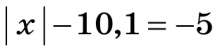 |x| − 10,1 = −5